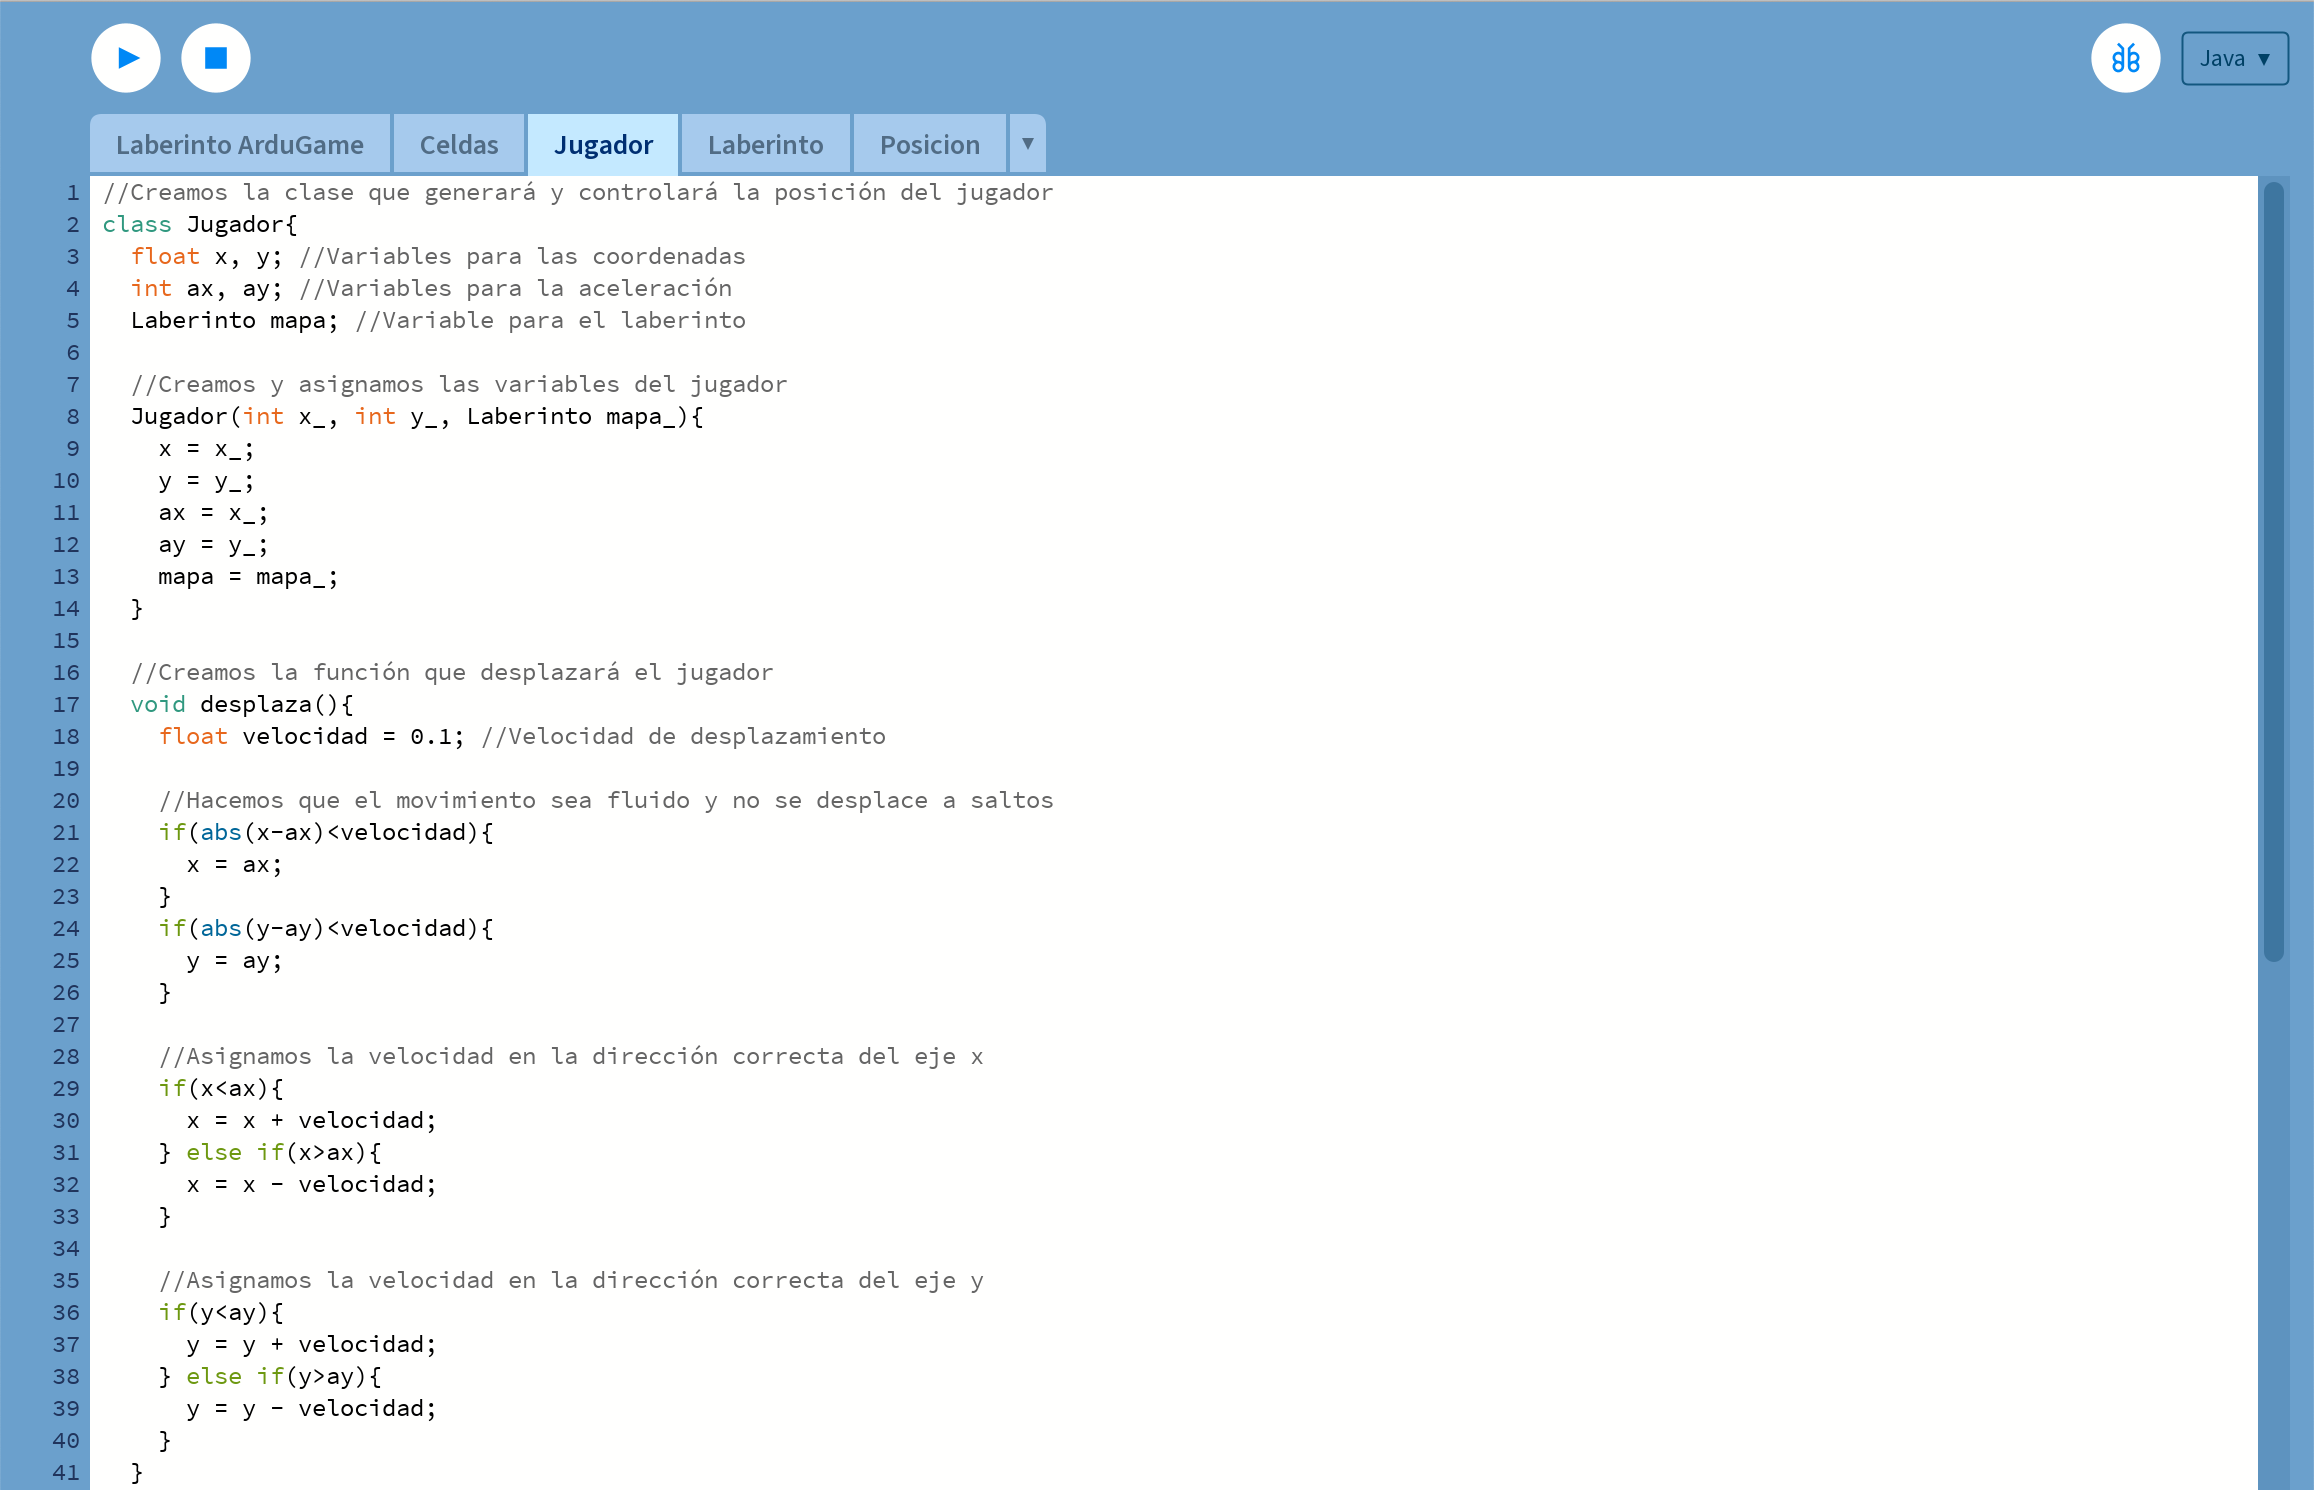 Java ▼
Laberinto ArduGame Celdas Jugador Laberinto Posicion ▼
1 //Creamos la clase que generará y controlará la posición del jugador
2 class Jugador{
3   float x, y; //Variables para las coordenadas
4   int ax, ay; //Variables para la aceleración
5   Laberinto mapa; //Variable para el laberinto
6
7   //Creamos y asignamos las variables del jugador
8   Jugador(int x_, int y_, Laberinto mapa_){
9     x = x_;
10     y = y_;
11     ax = x_;
12     ay = y_;
13     mapa = mapa_;
14   }
15
16   //Creamos la función que desplazará el jugador
17   void desplaza(){
18     float velocidad = 0.1; //Velocidad de desplazamiento
19
20     //Hacemos que el movimiento sea fluido y no se desplace a saltos
21     if(abs(x-ax)<velocidad){
22       x = ax;
23     }
24     if(abs(y-ay)<velocidad){
25       y = ay;
26     }
27
28     //Asignamos la velocidad en la dirección correcta del eje x
29     if(x<ax){
30       x = x + velocidad;
31     } else if(x>ax){
32       x = x - velocidad;
33     }
34
35     //Asignamos la velocidad en la dirección correcta del eje y
36     if(y<ay){
37       y = y + velocidad;
38     } else if(y>ay){
39       y = y - velocidad;
40     }
41   }